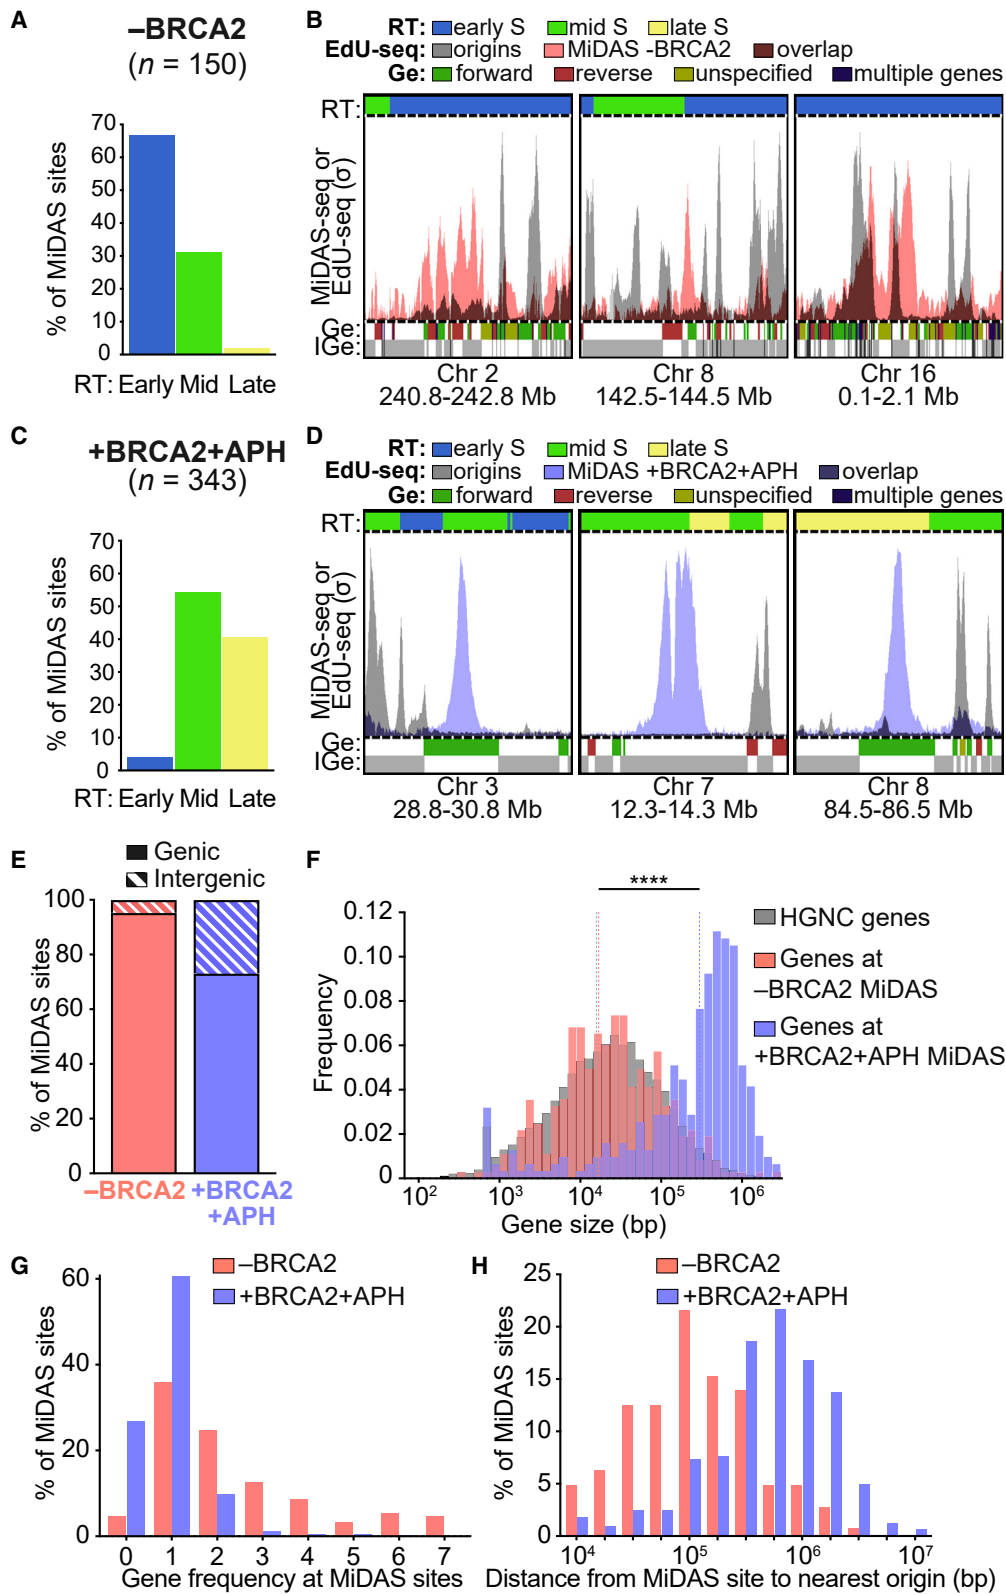 A
–BRCA2
(n = 150)
% of MiDAS sites
70
60
50
40
30
20
10
0
RT: Early Mid Late
B
RT: early S mid S late S
EdU-seq: origins MiDAS -BRCA2 overlap
Ge: forward reverse unspecified multiple genes
RT:
MiDAS-seq or
EdU-seq (σ)
Ge:
IGe:
Chr 2
240.8-242.8 Mb
Chr 8
142.5-144.5 Mb
Chr 16
0.1-2.1 Mb
C
+BRCA2+APH
(n = 343)
% of MiDAS sites
70
60
50
40
30
20
10
0
RT: Early Mid Late
D
RT: early S mid S late S
EdU-seq: origins MiDAS +BRCA2+APH overlap
Ge: forward reverse unspecified multiple genes
RT:
MiDAS-seq or
EdU-seq (σ)
Ge:
IGe:
Chr 3
28.8-30.8 Mb
Chr 7
12.3-14.3 Mb
Chr 8
84.5-86.5 Mb
E
Genic
Intergenic
% of MiDAS sites
100
80
60
40
20
0
–BRCA2 +BRCA2
+APH
F
****
HGNC genes
Genes at
–BRCA2 MiDAS
Genes at
+BRCA2+APH MiDAS
Frequency
0.12
0.10
0.08
0.06
0.04
0.02
0
10² 10³ 10⁴ 10⁵ 10⁶
Gene size (bp)
G
–BRCA2
+BRCA2+APH
% of MiDAS sites
60
40
20
0
0 1 2 3 4 5 6 7
Gene frequency at MiDAS sites
H
–BRCA2
+BRCA2+APH
% of MiDAS sites
25
20
15
10
5
0
10⁴ 10⁵ 10⁶ 10⁷
Distance from MiDAS site to nearest origin (bp)